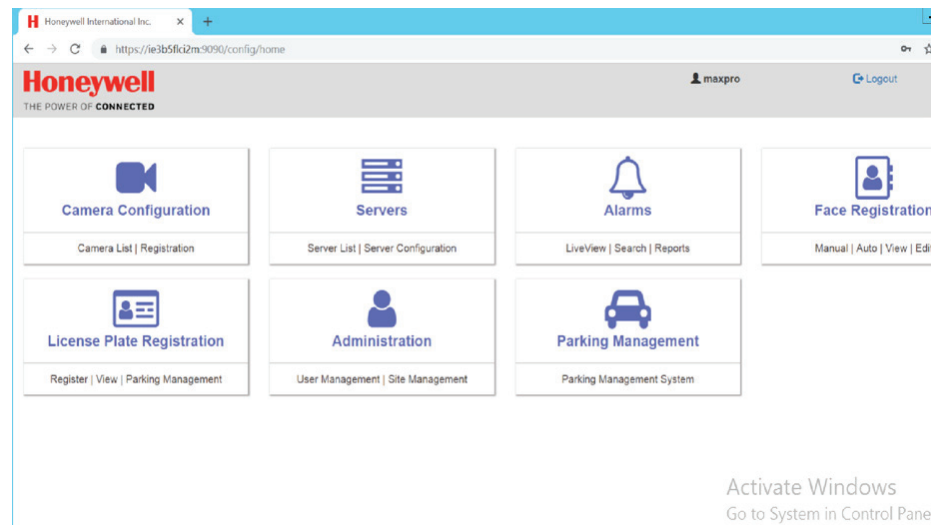 Honeywell International Inc.
https://ie3b5flci2m:9090/config/home
Honeywell
THE POWER OF CONNECTED
maxpro
Logout
Camera Configuration
Camera List | Registration
Servers
Server List | Server Configuration
Alarms
LiveView | Search | Reports
Face Registration
Manual | Auto | View | Edi
License Plate Registration
Register | View | Parking Management
Administration
User Management | Site Management
Parking Management
Parking Management System
Activate Windows
Go to System in Control Pane